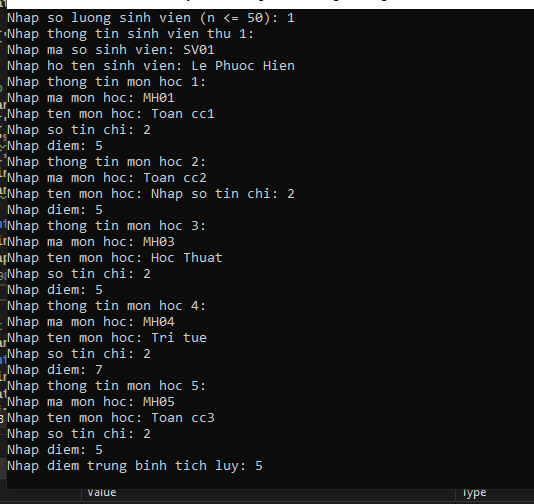 Nhap so luong sinh vien (n <= 50): 1
Nhap thong tin sinh vien thu 1:
Nhap ma so sinh vien: SV01
Nhap ho ten sinh vien: Le Phuoc Hien
Nhap thong tin mon hoc 1:
Nhap ma mon hoc: MH01
Nhap ten mon hoc: Toan cc1
Nhap so tin chi: 2
Nhap diem: 5
Nhap thong tin mon hoc 2:
Nhap ma mon hoc: Toan cc2
Nhap ten mon hoc: Nhap so tin chi: 2
Nhap diem: 5
Nhap thong tin mon hoc 3:
Nhap ma mon hoc: MH03
Nhap ten mon hoc: Hoc Thuat
Nhap so tin chi: 2
Nhap diem: 5
Nhap thong tin mon hoc 4:
Nhap ma mon hoc: MH04
Nhap ten mon hoc: Tri tue
Nhap so tin chi: 2
Nhap diem: 7
Nhap thong tin mon hoc 5:
Nhap ma mon hoc: MH05
Nhap ten mon hoc: Toan cc3
Nhap so tin chi: 2
Nhap diem: 5
Nhap diem trung binh tich luy: 5
Value Type